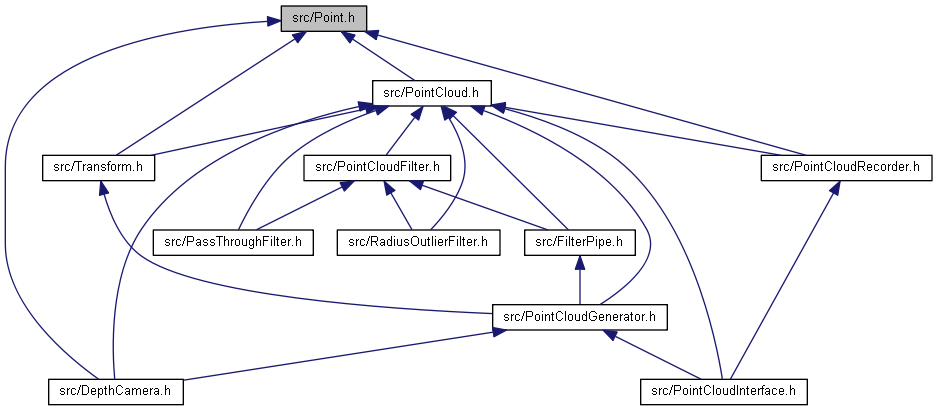 src/Point.h
src/PointCloud.h
src/Transform.h
src/PointCloudFilter.h
src/PointCloudRecorder.h
src/PassThroughFilter.h
src/RadiusOutlierFilter.h
src/FilterPipe.h
src/PointCloudGenerator.h
src/DepthCamera.h
src/PointCloudInterface.h